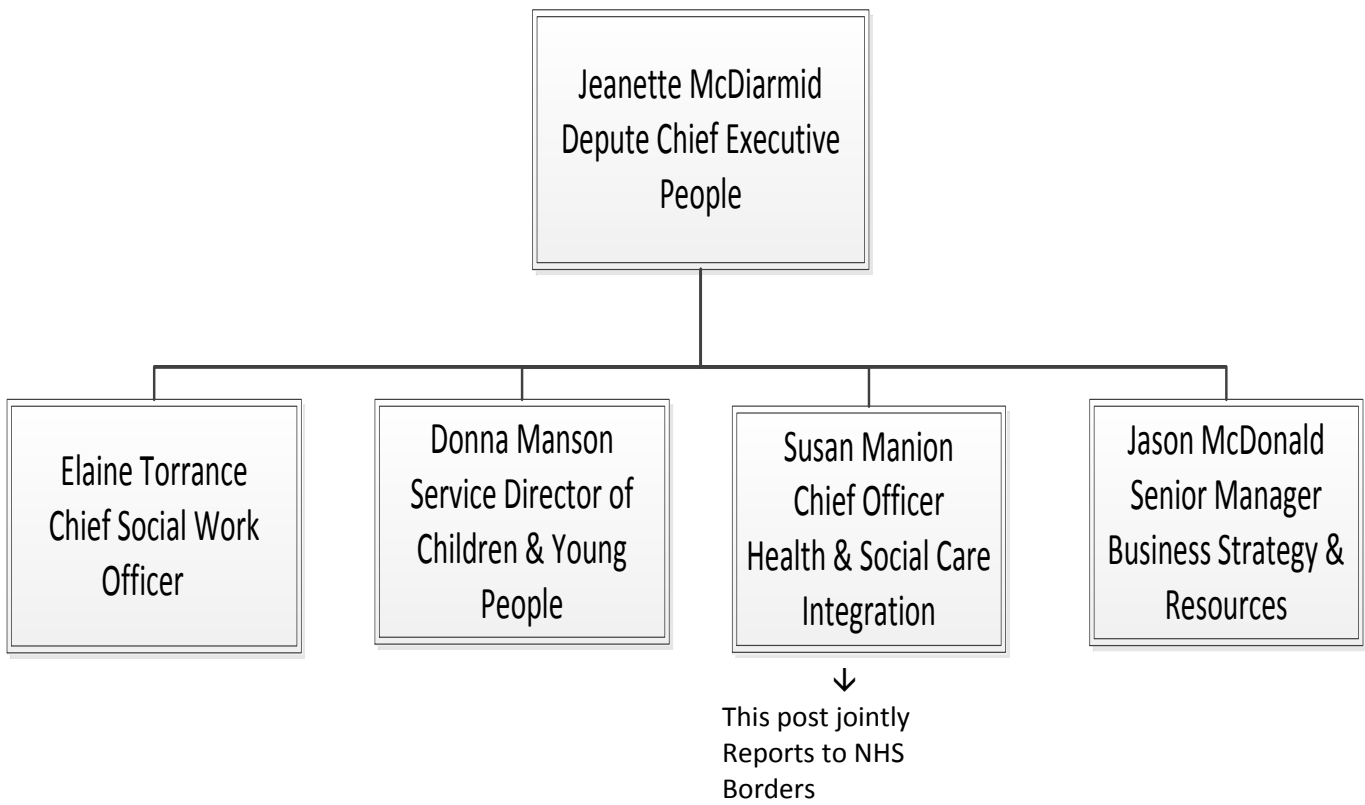 Jeanette McDiarmid
Depute Chief Executive
People
Elaine Torrance
Chief Social Work
Officer
Donna Manson
Service Director of
Children & Young
People
Susan Manion
Chief Officer
Health & Social Care
Integration
Jason McDonald
Senior Manager
Business Strategy &
Resources
This post jointly
Reports to NHS
Borders